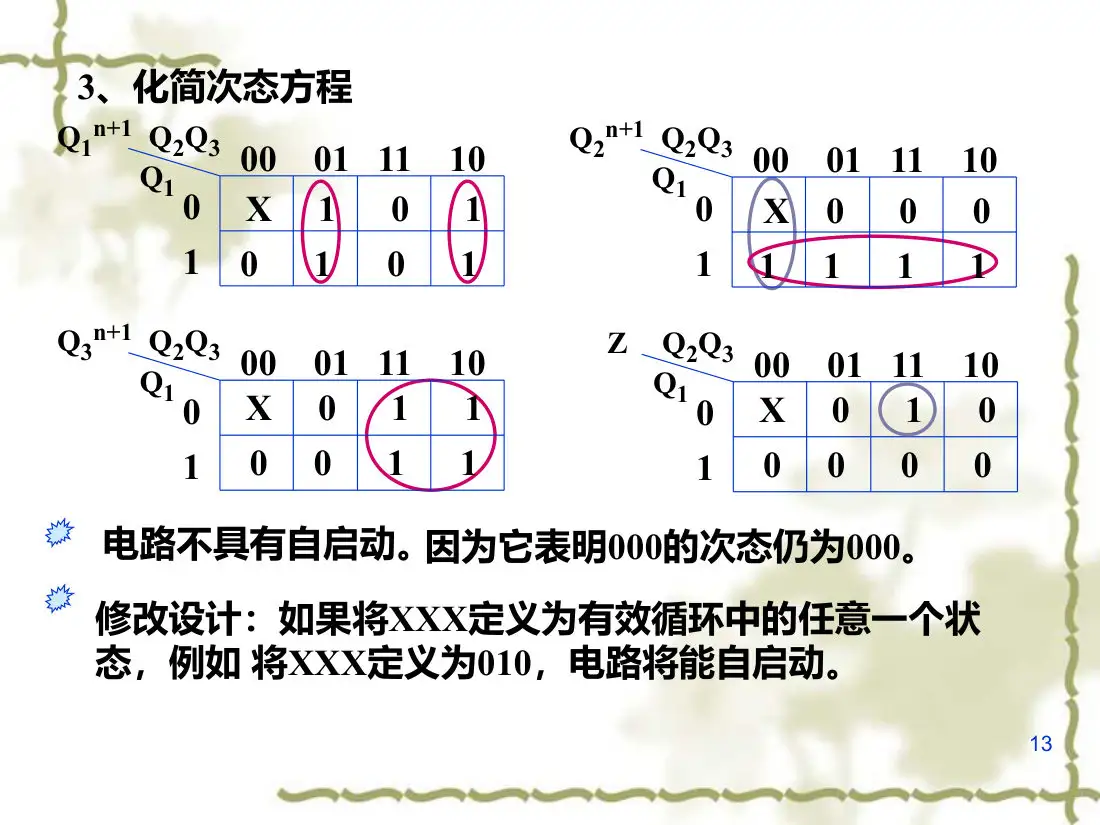 3、化简次态方程
Q1n+1 Q2Q3 00 01 11 10
Q1
0 X 1 0 1
1 0 1 0 1
Q2n+1 Q2Q3 00 01 11 10
Q1
0 X 0 0 0
1 1 1 1 1
Q3n+1 Q2Q3 00 01 11 10
Q1
0 X 0 1 1
1 0 0 1 1
Z Q2Q3 00 01 11 10
Q1
0 X 0 1 0
1 0 0 0 0
电路不具有自启动。因为它表明000的次态仍为000。
修改设计：如果将XXX定义为有效循环中的任意一个状
态，例如 将XXX定义为010，电路将能自启动。
13